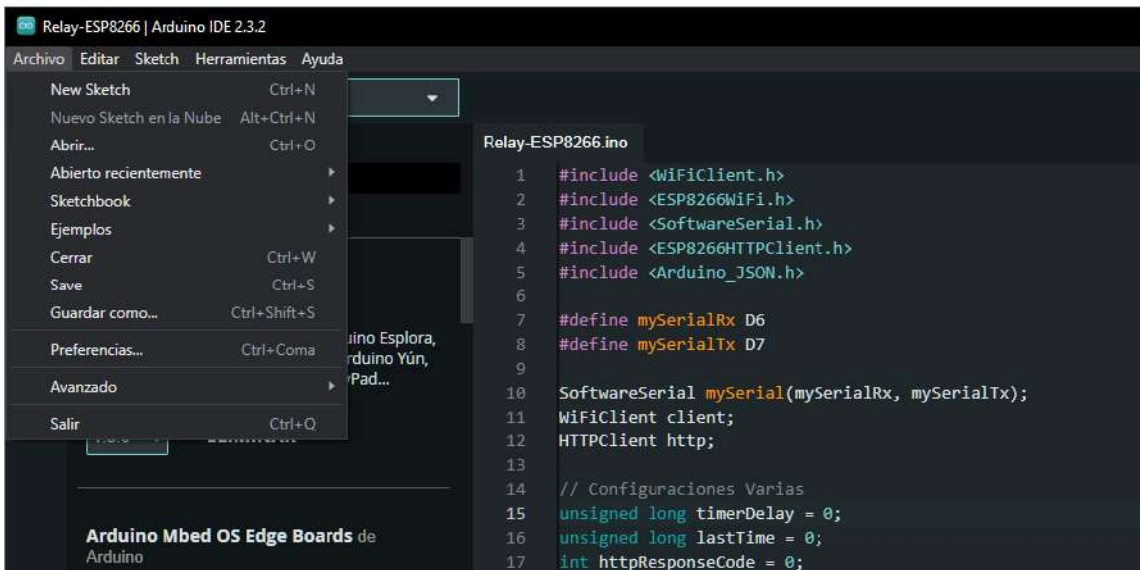 Relay-ESP8266 | Arduino IDE 2.3.2
Archivo Editar Sketch Herramientas Ayuda
New Sketch Ctrl+N
Nuevo Sketch en la Nube Alt+Ctrl+N
Abrir... Ctrl+O
Abierto recientemente
Sketchbook
Ejemplos
Cerrar Ctrl+W
Save Ctrl+S
Guardar como... Ctrl+Shift+S
Preferencias... Ctrl+Coma
Avanzado
Salir Ctrl+Q
Esplora,
Yún,
Arduino Mbed OS Edge Boards de
Arduino
Relay-ESP8266.ino
1 #include <WiFiClient.h>
2 #include <ESP8266WiFi.h>
3 #include <SoftwareSerial.h>
4 #include <ESP8266HTTPClient.h>
5 #include <Arduino_JSON.h>
6
7 #define mySerialRx D6
8 #define mySerialTx D7
9
10 SoftwareSerial mySerial(mySerialRx, mySerialTx);
11 WiFiClient client;
12 HTTPClient http;
13
14 // Configuraciones Varias
15 unsigned long timerDelay = 0;
16 unsigned long lastTime = 0;
17 int httpResponseCode = 0;